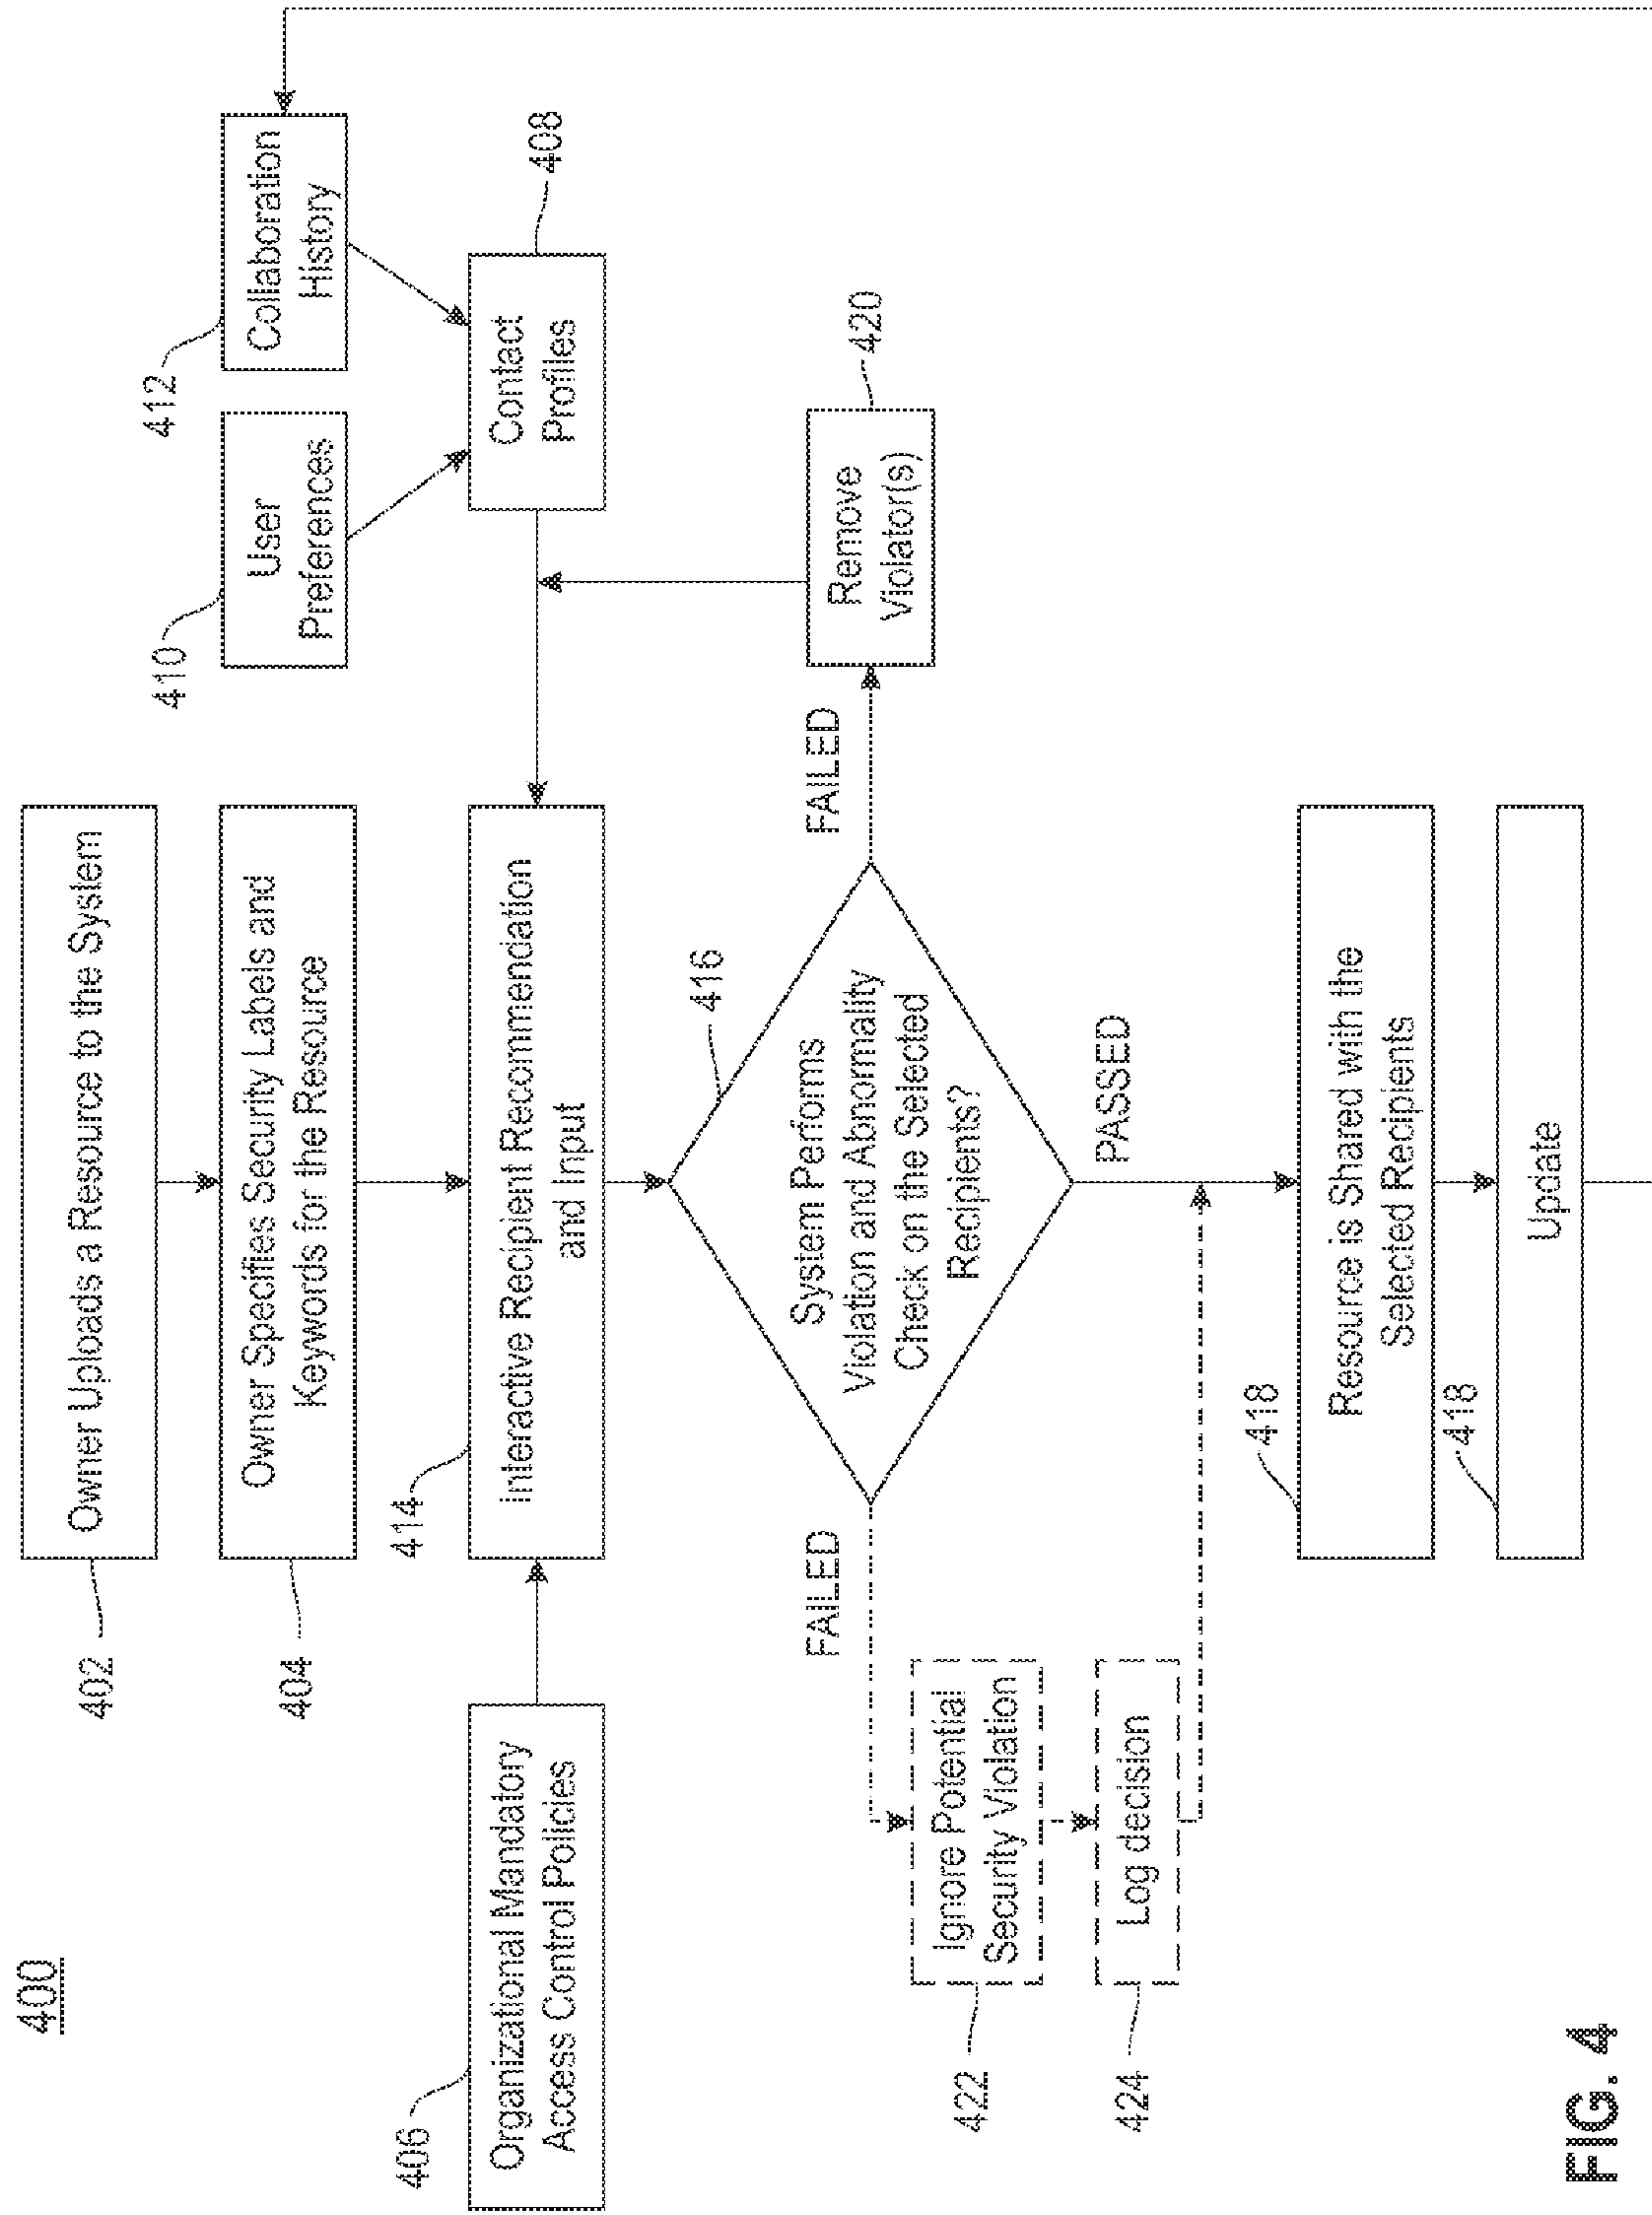 400
402
Owner Uploads a Resource to the System
404
Owner Specifies Security Labels and
Keywords for the Resource
410
User
Preferences
412
Collaboration
History
406
Organizational Mandatory
Access Control Policies
414
Interactive Recipient Recommendation
and Input
Contact
Profiles
408
416
System Performs
Violation and Abnormality
Check on the Selected
Recipients?
FAILED
FAILED
Remove
Violator(s)
420
422
Ignore Potential
Security Violation
424
Log decision
PASSED
418
Resource is Shared with the
Selected Recipients
418
Update
FIG. 4